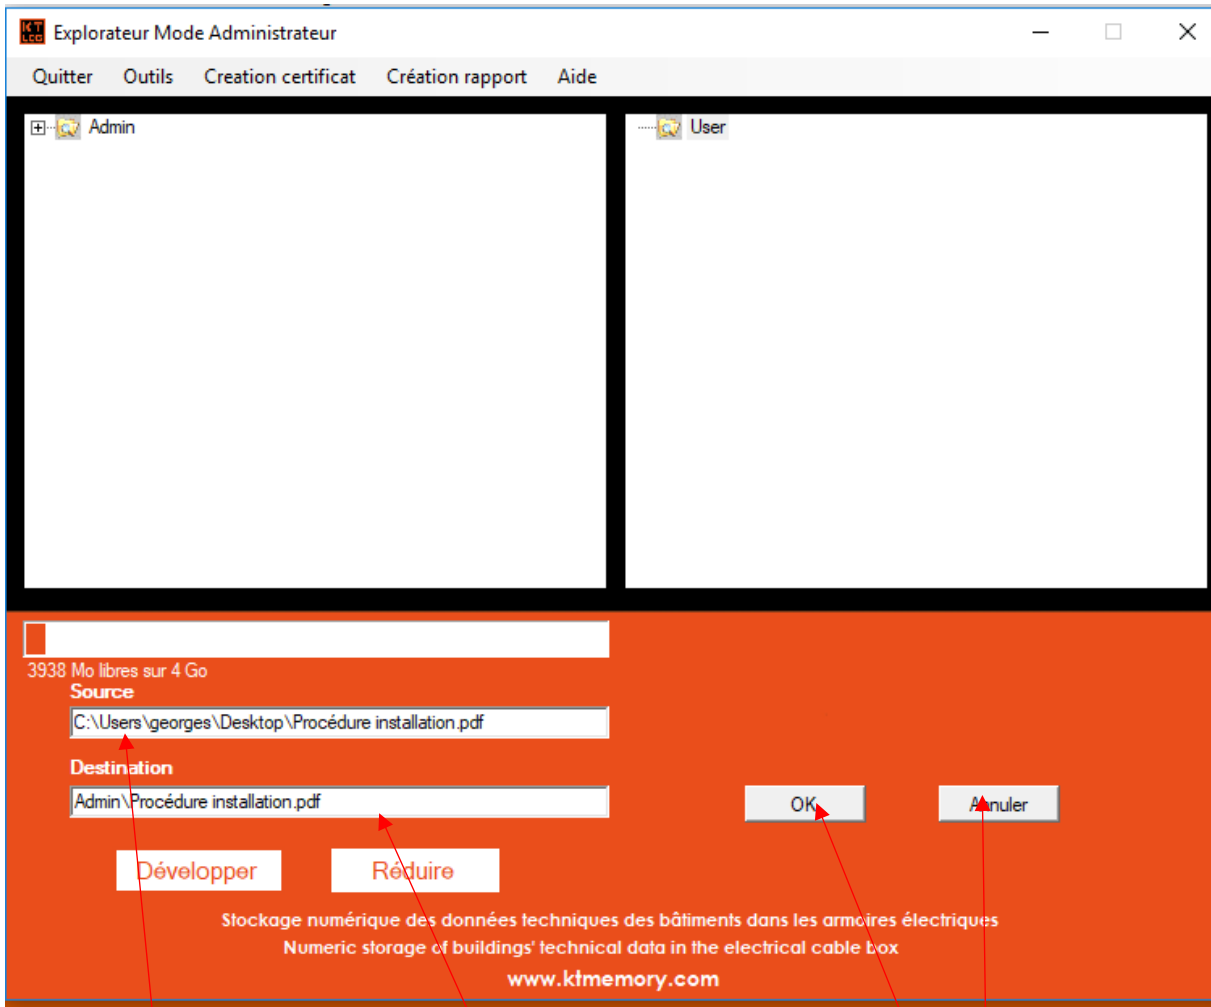 KT
LCO
Explorateur Mode Administrateur
Quitter Outils Creation certificat Création rapport Aide
Admin
User
3938 Mo libres sur 4 Go
Source
C:\Users\georges\Desktop\Procédure installation.pdf
Destination
Admin\Procédure installation.pdf
OK
Annuler
Développer
Réduire
Stockage numérique des données techniques des bâtiments dans les armoires électriques
Numeric storage of buildings' technical data in the electrical cable box
www.ktmemory.com